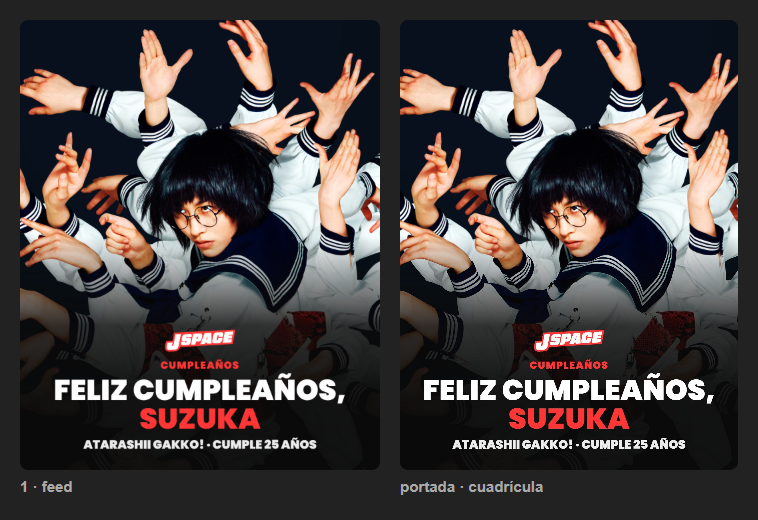 JSPACE
CUMPLEAÑOS
FELIZ CUMPLEAÑOS,
SUZUKA
ATARASHII GAKKO! · CUMPLE 25 AÑOS
1 · feed
JSPACE
CUMPLEAÑOS
FELIZ CUMPLEAÑOS,
SUZUKA
ATARASHII GAKKO! · CUMPLE 25 AÑOS
portada · cuadrícula